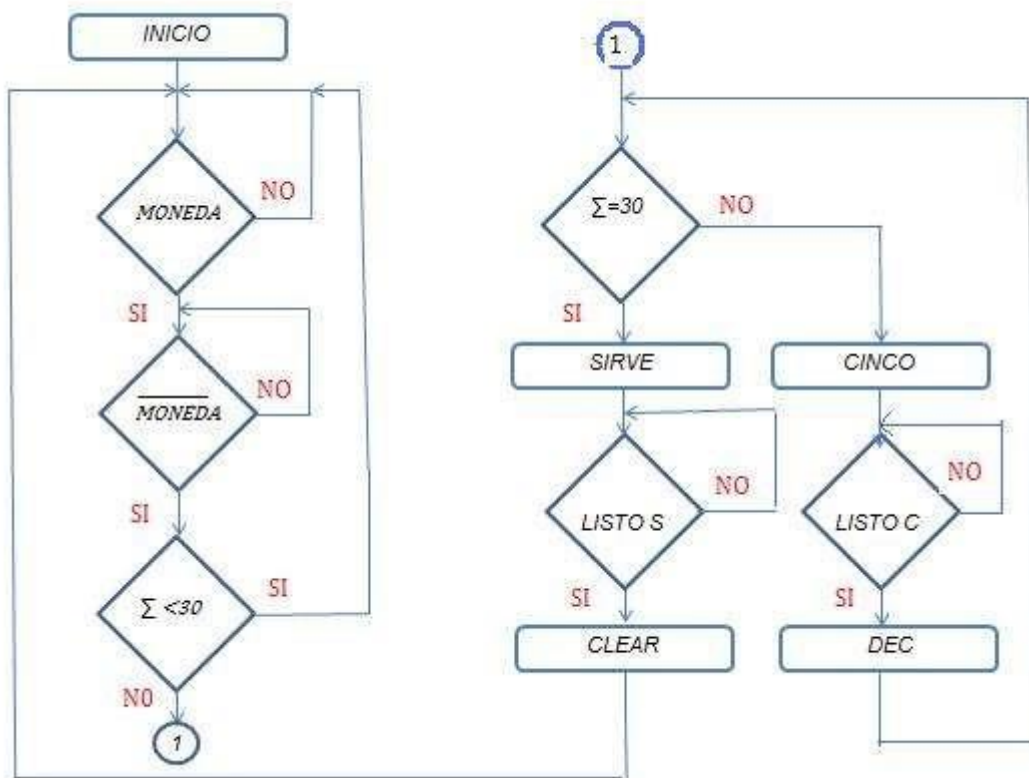 INICIO
MONEDA
NO
SI
MONEDA
NO
SI
∑ <30
SI
N0
1
1
∑=30
NO
SI
SIRVE
CINCO
LISTO S
NO
LISTO C
NO
SI
SI
CLEAR
DEC